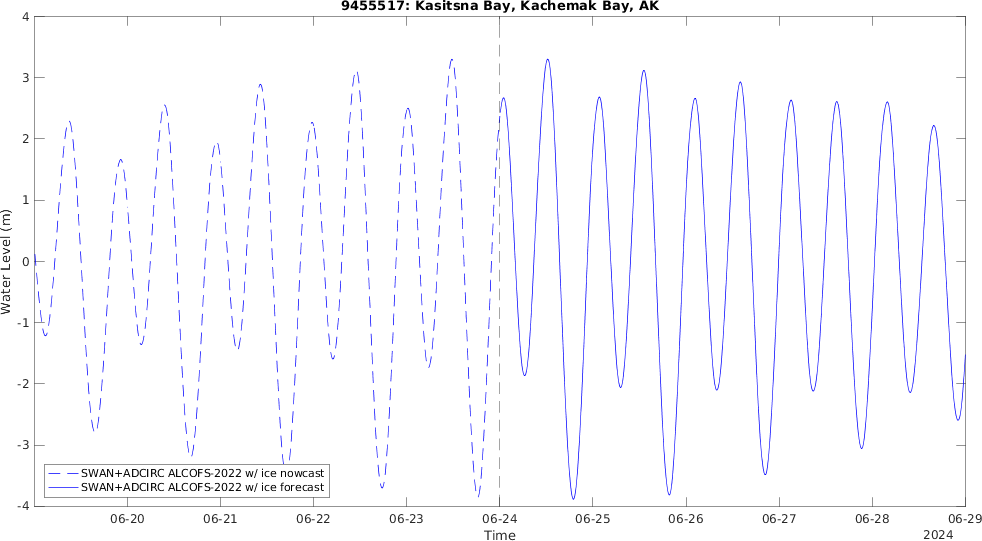 9455517: Kasitsna Bay, Kachemak Bay, AK
4
3
2
1
0
-1
-2
-3
-4
Water Level (m)
SWAN+ADCIRC ALCOFS-2022 w/ ice nowcast
SWAN+ADCIRC ALCOFS-2022 w/ ice forecast
06-20 06-21 06-22 06-23 06-24 06-25 06-26 06-27 06-28 06-29
Time
2024